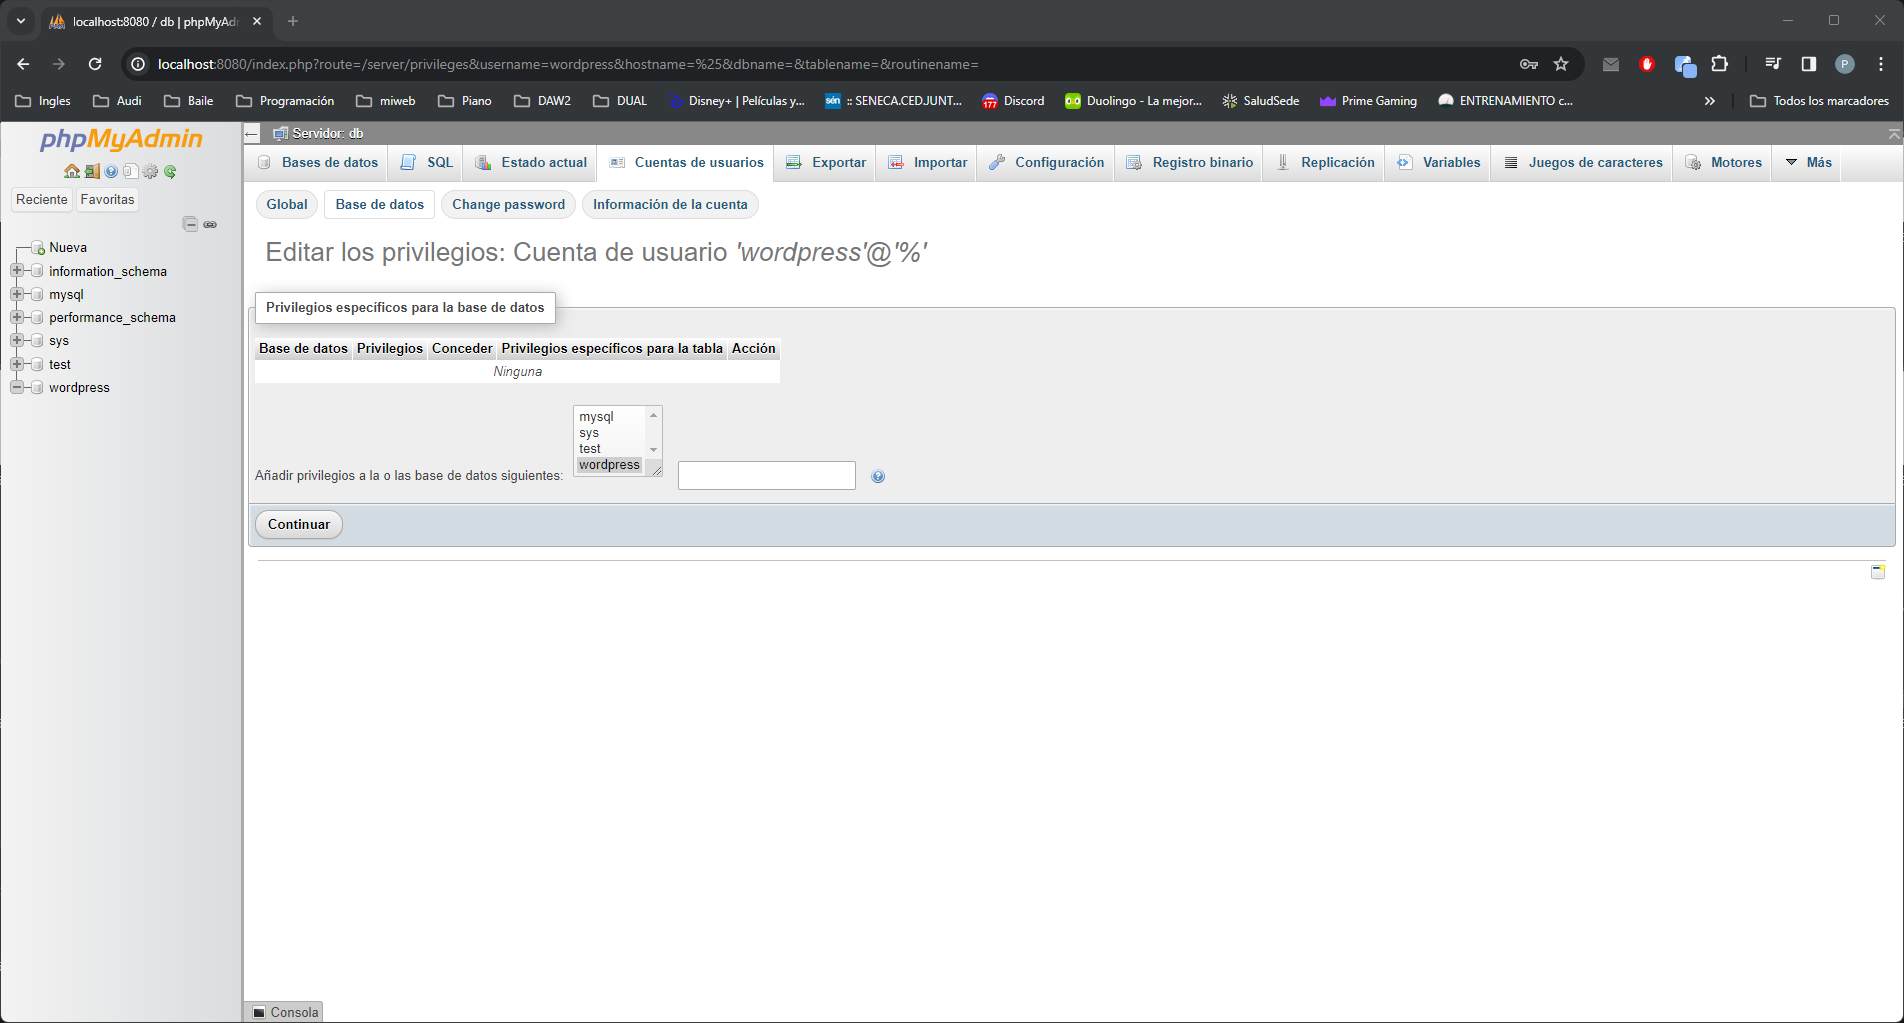 localhost:8080 / db | phpMyAdr
localhost:8080/index.php?route=/server/privileges&username=wordpress&hostname=%25&dbname=&tablename=&routinename=
P
Ingles Audi Baile Programación miweb Piano DAW2 DUAL Disney+ | Películas y... sén :: SENECA.CED.JUNT... 177 Discord Duolingo - La mejor... SaludSede Prime Gaming ENTRENAMIENTO c... Todos los marcadores
phpMyAdmin
Reciente Favoritas
Nueva
information_schema
mysql
performance_schema
sys
test
wordpress
Servidor: db
Bases de datos SQL Estado actual Cuentas de usuarios Exportar Importar Configuración Registro binario Replicación Variables Juegos de caracteres Motores Más
Global Base de datos Change password Información de la cuenta
Editar los privilegios: Cuenta de usuario 'wordpress'@'%'
Privilegios específicos para la base de datos
Base de datos Privilegios Conceder Privilegios específicos para la tabla Acción
Ninguna
mysql
sys
test
wordpress
Añadir privilegios a la o las base de datos siguientes:
Continuar
Consola